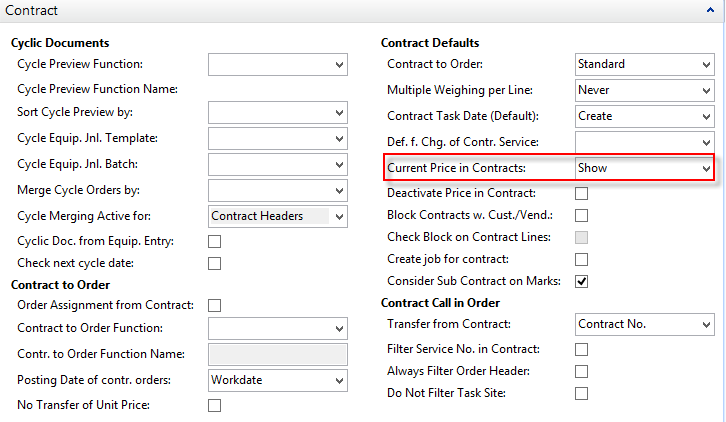 Contract
Cyclic Documents
Cycle Preview Function:
Cycle Preview Function Name:
Sort Cycle Preview by:
Cycle Equip. Jnl. Template:
Cycle Equip. Jnl. Batch:
Merge Cycle Orders by:
Cycle Merging Active for: Contract Headers
Cyclic Doc. from Equip. Entry:
Check next cycle date:
Contract to Order
Order Assignment from Contract:
Contract to Order Function:
Contr. to Order Function Name:
Posting Date of contr. orders: Workdate
No Transfer of Unit Price:
Contract Defaults
Contract to Order: Standard
Multiple Weighing per Line: Never
Contract Task Date (Default): Create
Def. f. Chg. of Contr. Service:
Current Price in Contracts: Show
Deactivate Price in Contract:
Block Contracts w. Cust./Vend.:
Check Block on Contract Lines:
Create job for contract:
Consider Sub Contract on Marks:
Contract Call in Order
Transfer from Contract: Contract No.
Filter Service No. in Contract:
Always Filter Order Header:
Do Not Filter Task Site: